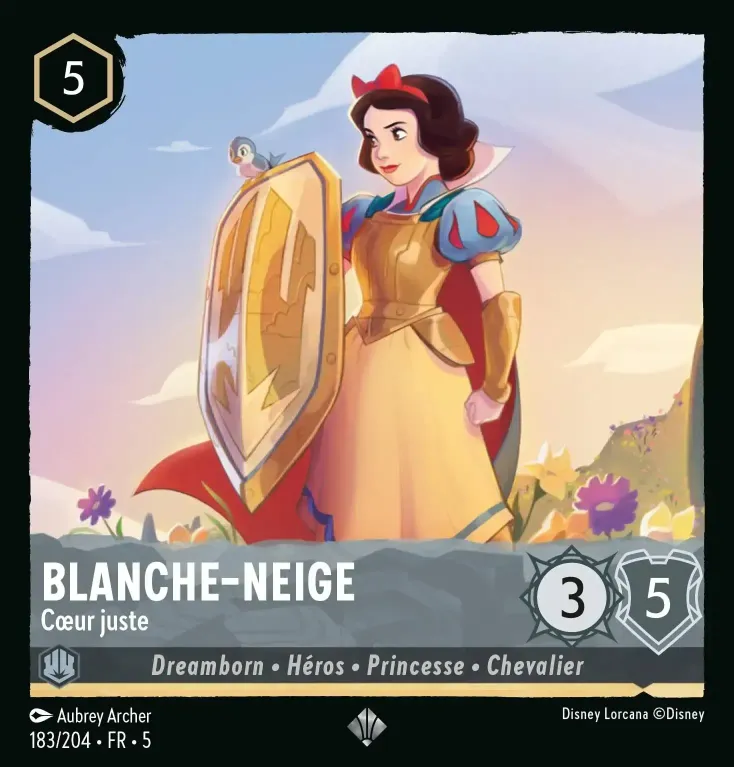 5
BLANCHE-NEIGE
Cœur juste
3
5
Dreamborn • Héros • Princesse • Chevalier
Aubrey Archer
Disney Lorcana ©Disney
183/204 • FR • 5